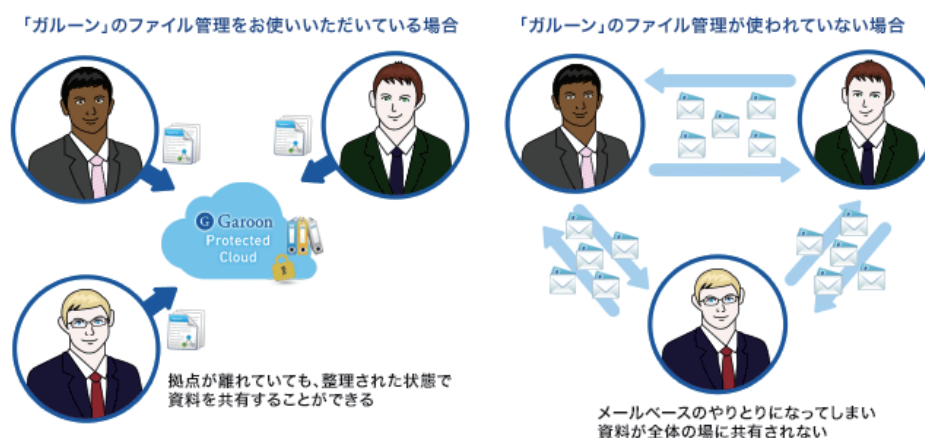 「ガルーン」のファイル管理をお使いいただいている場合
「ガルーン」のファイル管理が使われていない場合
G Garoon
Protected
Cloud
拠点が離れていても、整理された状態で
資料を共有することができる
メールベースのやりとりになってしまい
資料が全体の場に共有されない